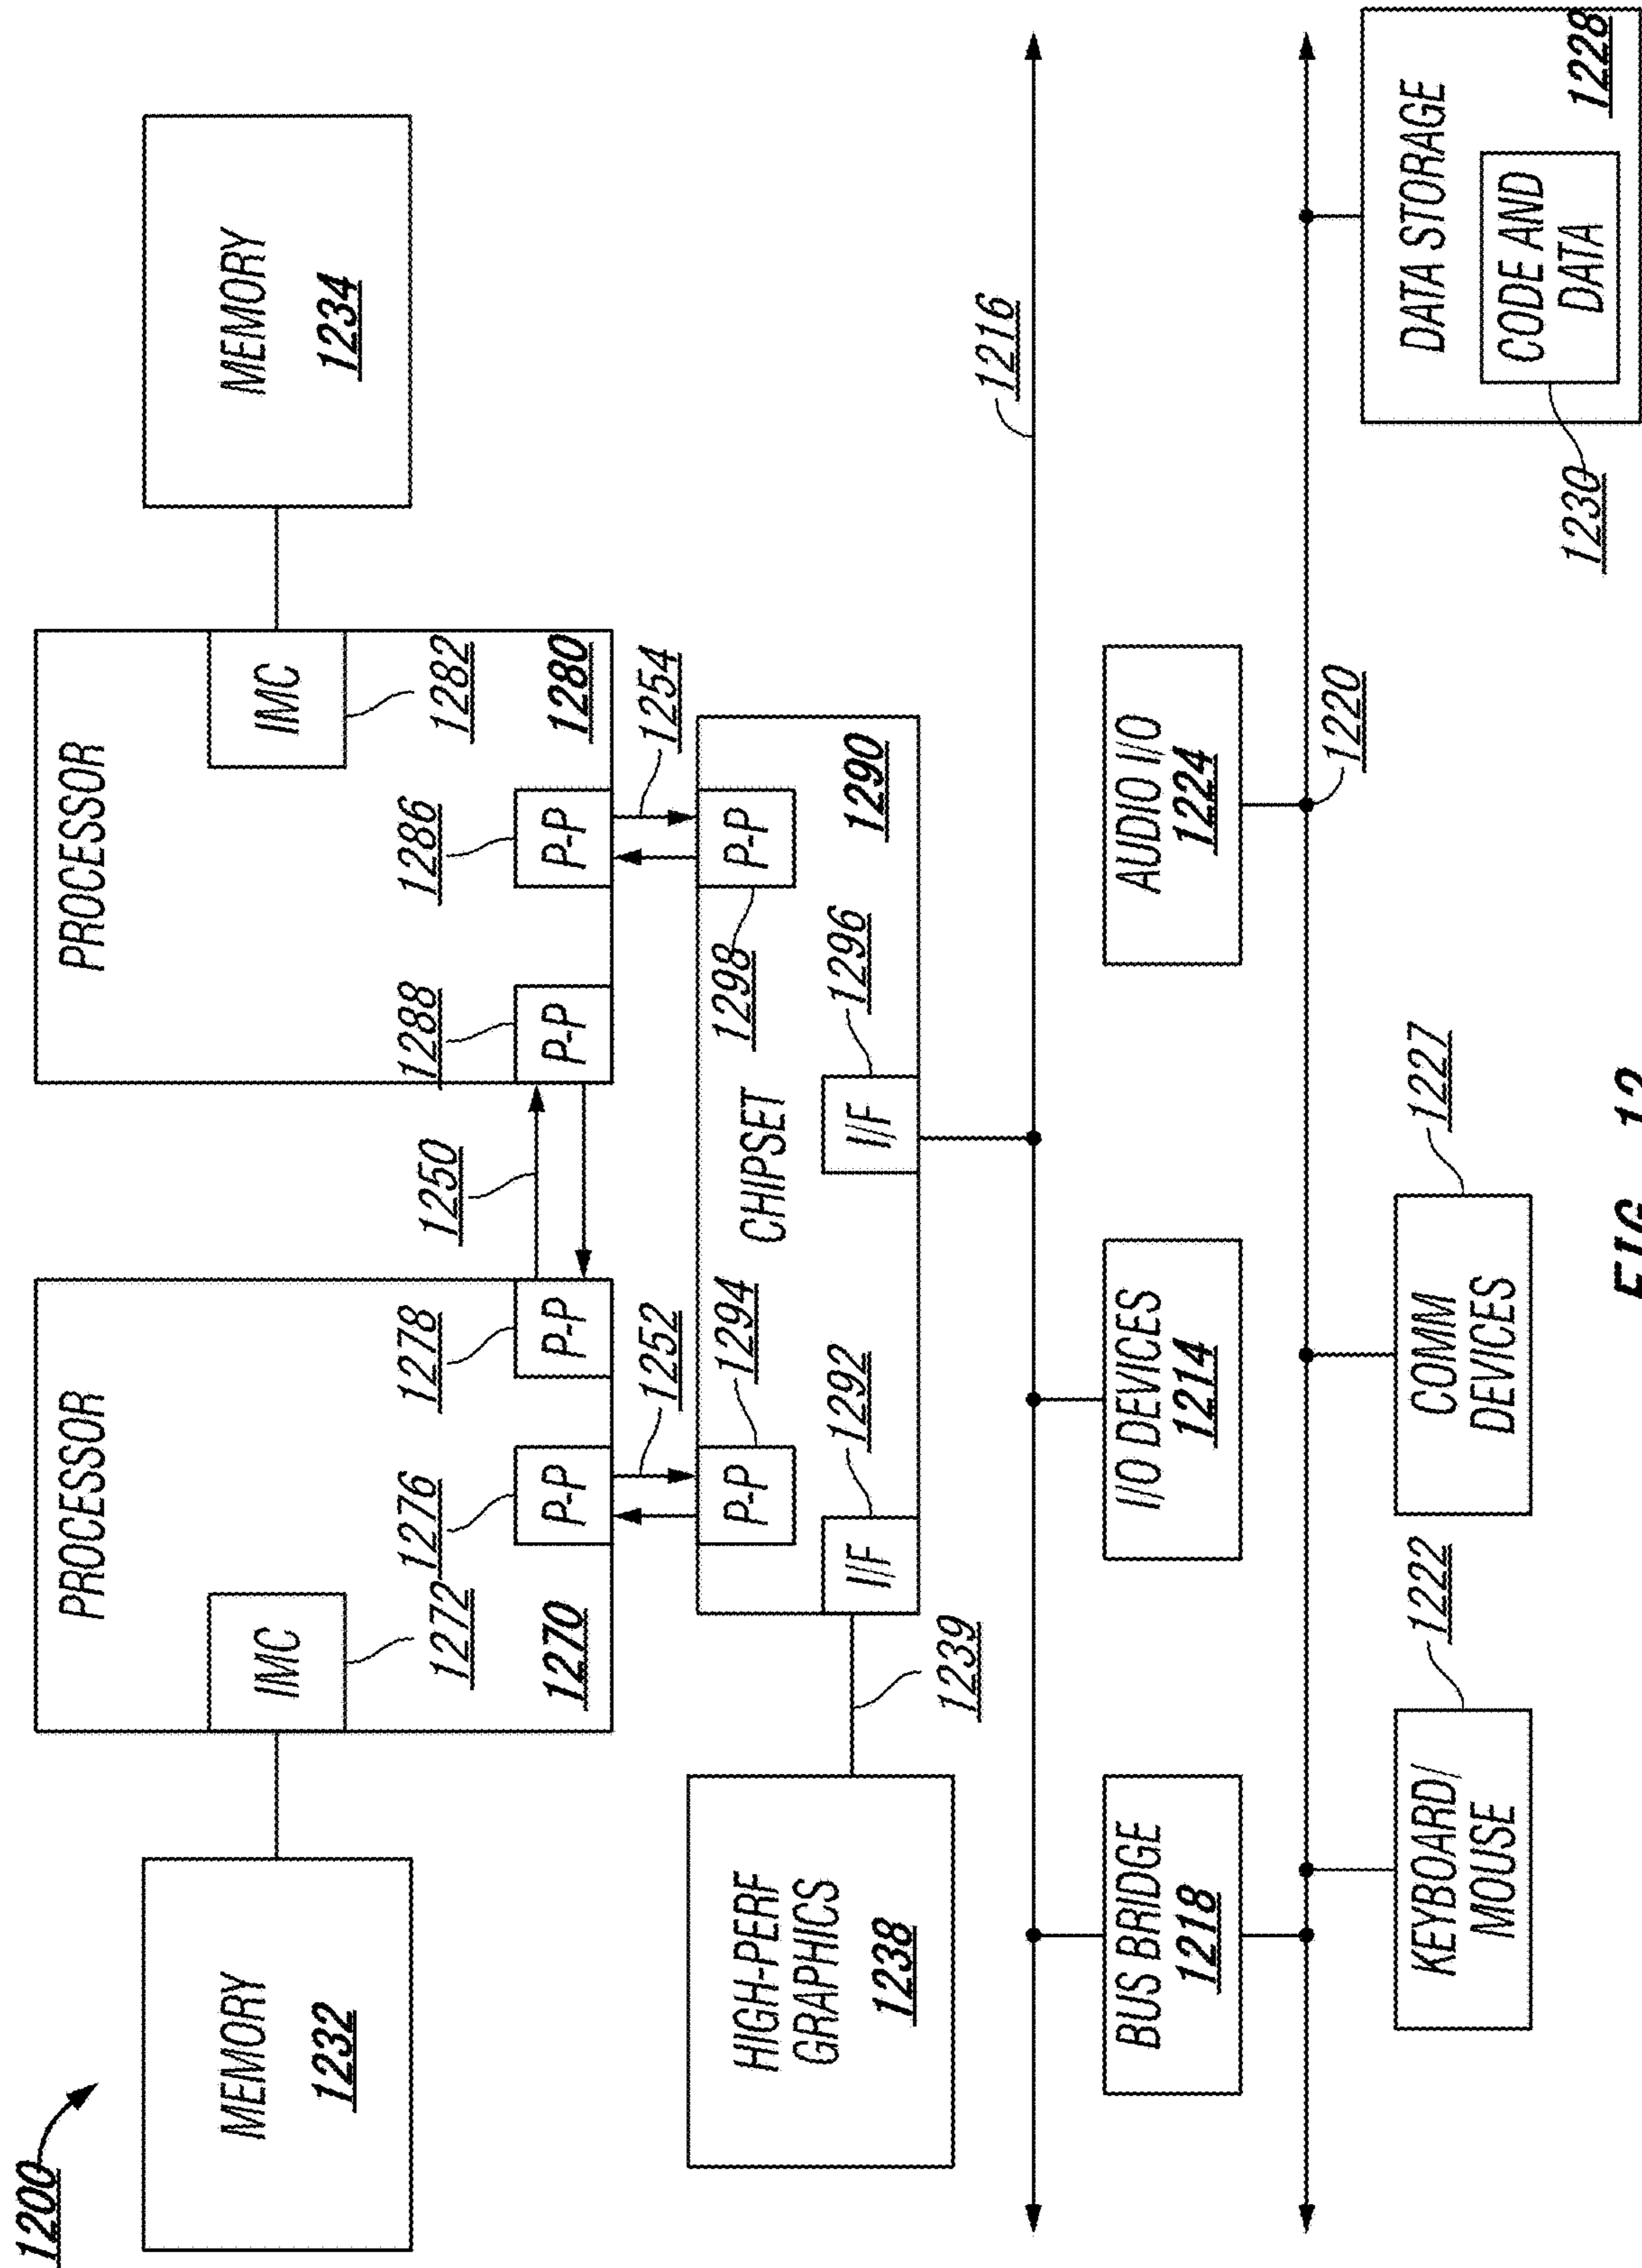 1200
MEMORY
1232
PROCESSOR
IMC
1272
1270
1276
P-P
1278
P-P
1250
PROCESSOR
1288
P-P
1286
P-P
IMC
1282
1280
MEMORY
1234
1252
1254
HIGH-PERF
GRAPHICS
1238
1239
P-P
1294
CHIPSET
1298
P-P
1290
I/F
1292
I/F
1296
1216
BUS BRIDGE
1218
I/O DEVICES
1214
AUDIO I/O
1224
1220
KEYBOARD/
MOUSE
1222
COMM
DEVICES
1227
DATA STORAGE
CODE AND
DATA
1228
1230
FIG. 12